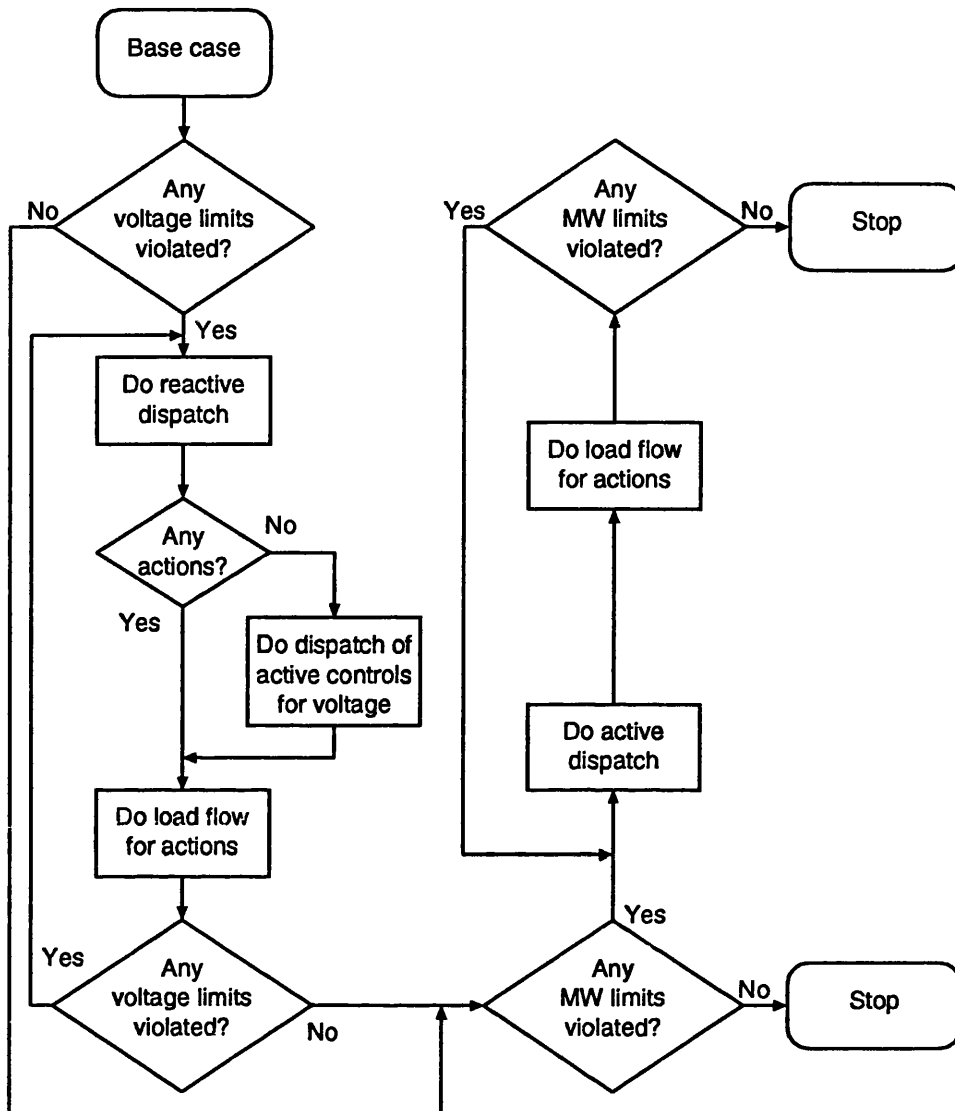 Base case
Any
voltage limits
violated?
No
Yes
Do reactive
dispatch
Any
actions?
No
Yes
Do dispatch of
active controls
for voltage
Do load flow
for actions
Any
voltage limits
violated?
Yes
No
Any
MW limits
violated?
Yes
No
Stop
Do load flow
for actions
Do active
dispatch
Yes
Any
MW limits
violated?
No
Stop